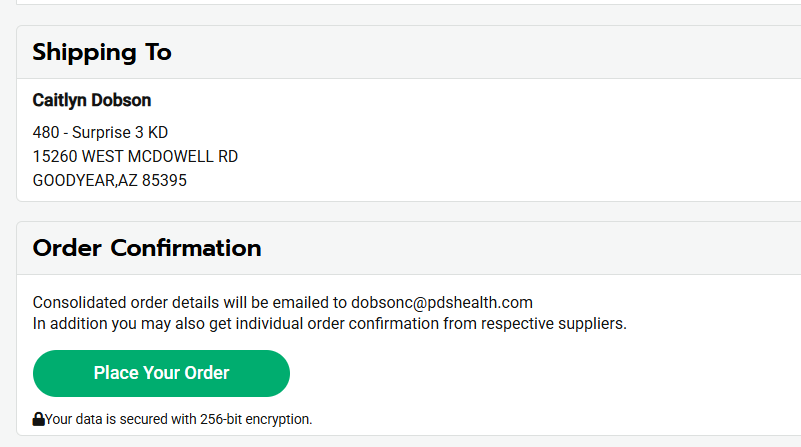 Shipping To
Caitlyn Dobson
480 - Surprise 3 KD
15260 WEST MCDOWELL RD
GOODYEAR,AZ 85395
Order Confirmation
Consolidated order details will be emailed to dobsonc@pdshealth.com
In addition you may also get individual order confirmation from respective suppliers.
Place Your Order
Your data is secured with 256-bit encryption.